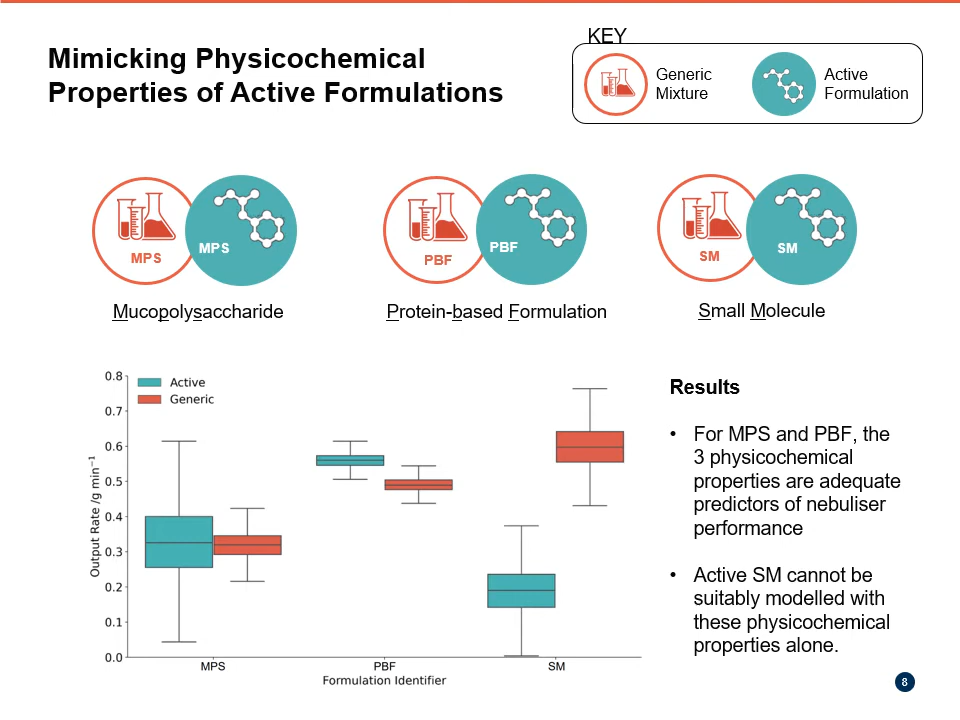 Mimicking Physicochemical
Properties of Active Formulations
KEY
Generic
Mixture
Active
Formulation
MPS
MPS
Mucopolysaccharide
PBF
PBF
Protein-based Formulation
SM
SM
Small Molecule
Active
Generic
0.8
0.7
0.6
0.5
0.4
0.3
0.2
0.1
0.0
Output Rate /g min⁻¹
MPS
PBF
SM
Formulation Identifier
Results
• For MPS and PBF, the
3 physicochemical
properties are adequate
predictors of nebuliser
performance
• Active SM cannot be
suitably modelled with
these physicochemical
properties alone.
8